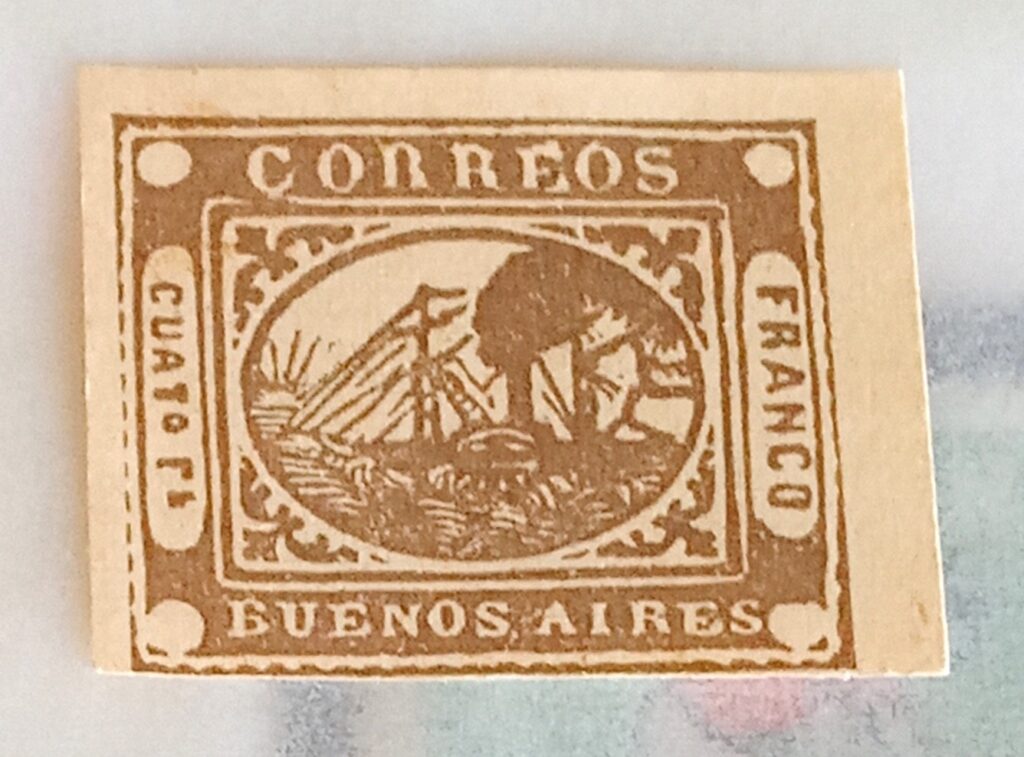 CORREOS
CUATO Ps
FRANCO
BUENOS AIRES